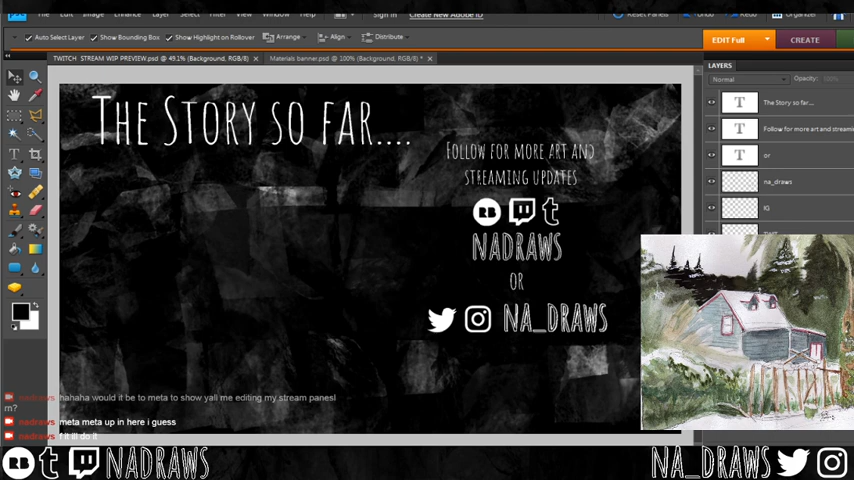 Image Enhance Layer Select Filter View Window Help
Sign In Create New Adobe ID
Reset Panels Undo Redo Organizer
Auto Select Layer Show Bounding Box Show Highlight on Rollover Arrange Align Distribute
EDIT Full CREATE
TWITCH STREAM WIP PREVIEW.psd @ 49.1% (Background, RGB/8) Materials banner.psd @ 100% (Background, RGB/8) *
LAYERS
Normal Opacity: 100%
The Story so far....
Follow for more art and streamin
or
na_draws
IG
The Story so far....
Follow for more art and
streaming updates
NADRAWS
or
NA_DRAWS
nadraws hahaha would it be to meta to show yall me editing my stream panesl
m?
nadraws meta meta up in here i guess
nadraws f it ill do it
NADRAWS
NA_DRAWS